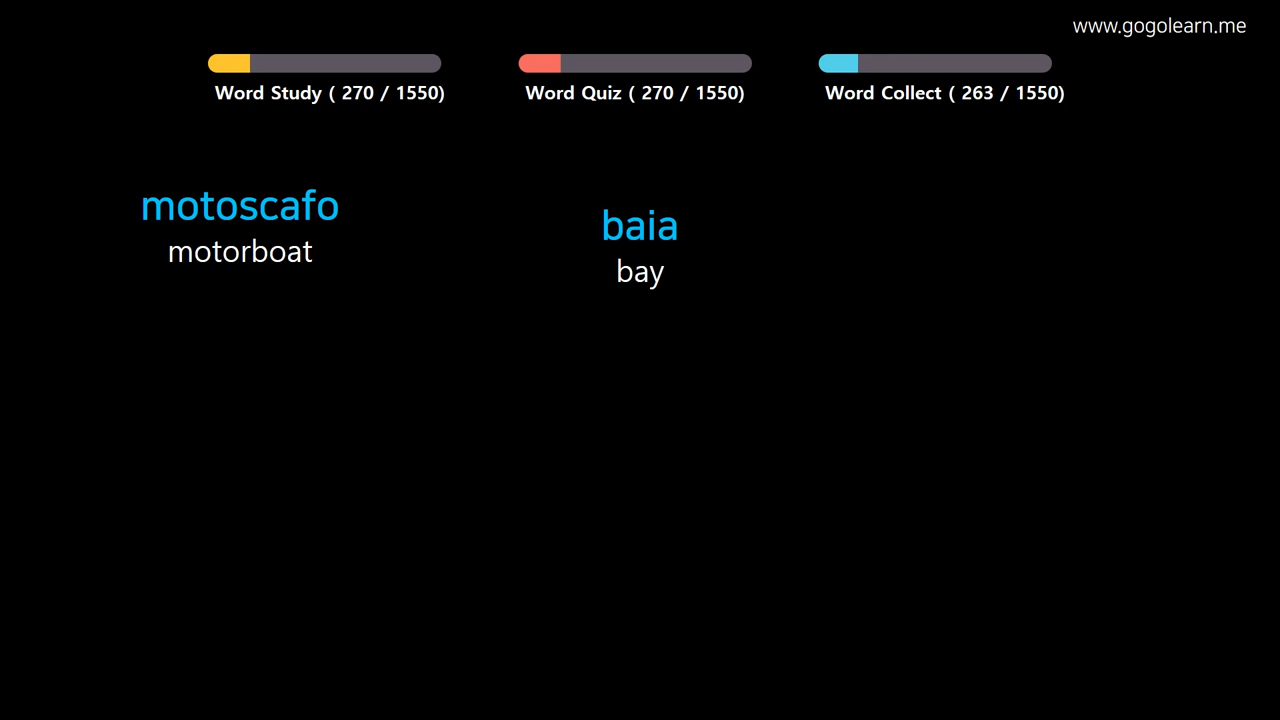 www.gogolearn.me
Word Study ( 270 / 1550)
Word Quiz ( 270 / 1550)
Word Collect ( 263 / 1550)
motoscafo
motorboat
baia
bay